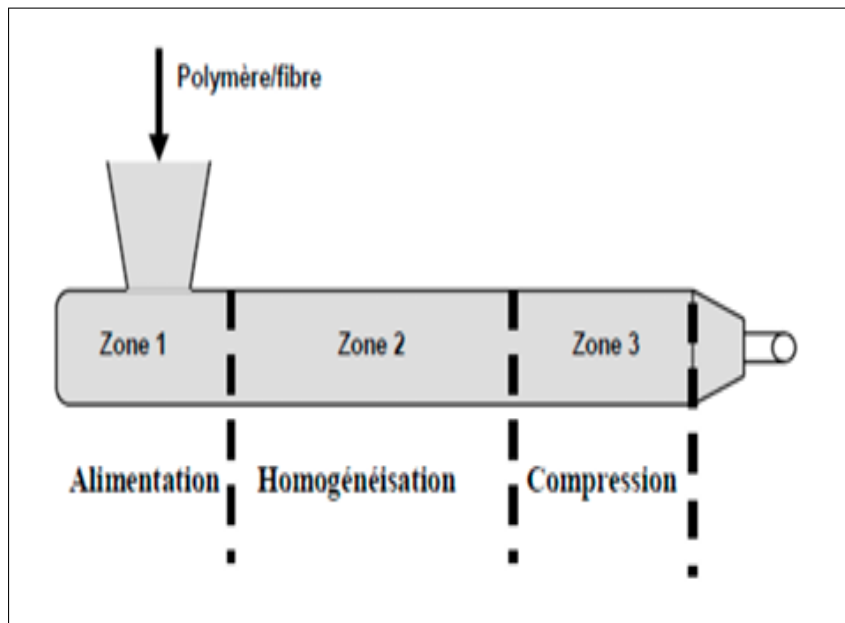 Polymère/fibre
Zone 1
Zone 2
Zone 3
Alimentation
Homogénéisation
Compression